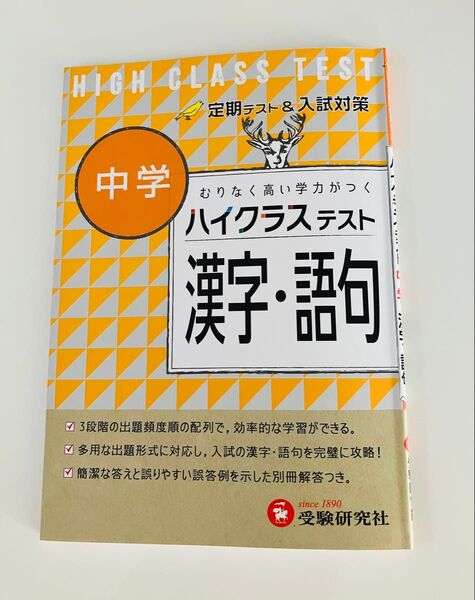 HIGH CLASS TEST
定期テスト&入試対策
中学
むりなく高い学力がつく
ハイクラステスト
漢字・語句
3段階の出題頻度順の配列で,効率的な学習ができる。
多用な出題形式に対応し,入試の漢字・語句を完璧に攻略!
簡潔な答えと誤りやすい誤答例を示した別冊解答つき。
since 1890
受験研究社